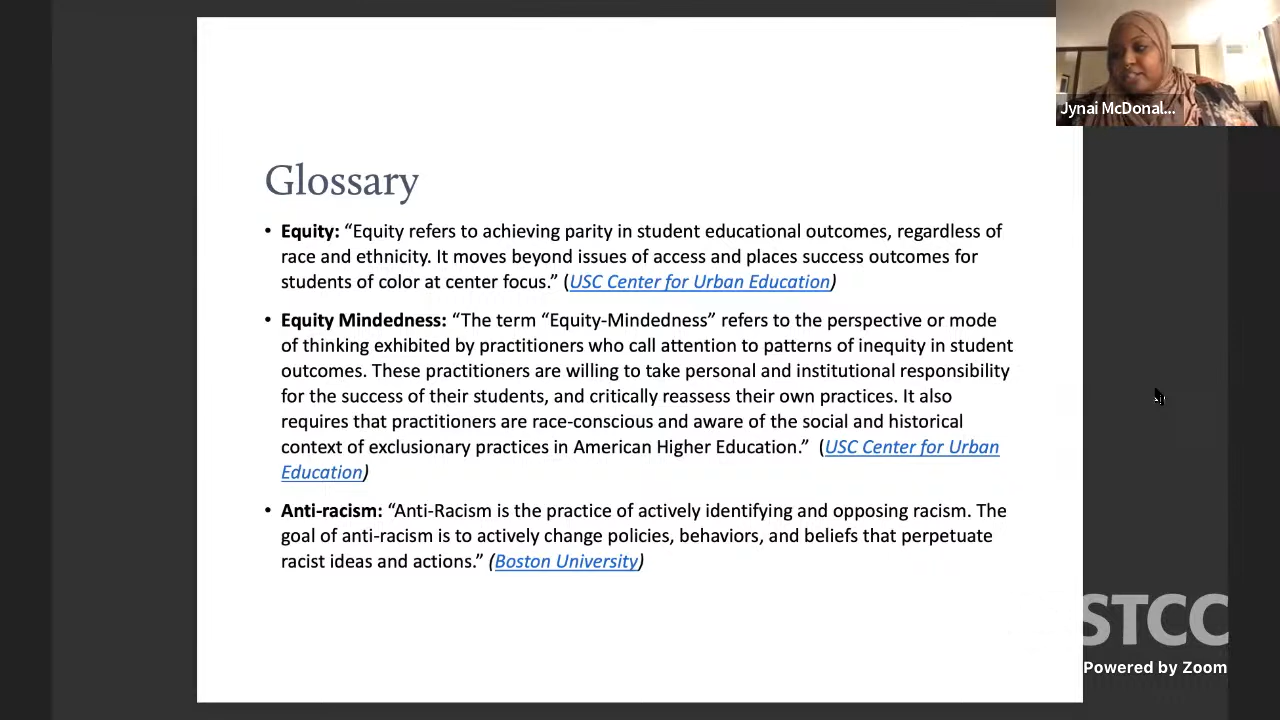 Jynai McDonal...
Glossary
• Equity: “Equity refers to achieving parity in student educational outcomes, regardless of
race and ethnicity. It moves beyond issues of access and places success outcomes for
students of color at center focus.” (USC Center for Urban Education)
• Equity Mindedness: “The term “Equity-Mindedness” refers to the perspective or mode
of thinking exhibited by practitioners who call attention to patterns of inequity in student
outcomes. These practitioners are willing to take personal and institutional responsibility
for the success of their students, and critically reassess their own practices. It also
requires that practitioners are race-conscious and aware of the social and historical
context of exclusionary practices in American Higher Education.”  (USC Center for Urban
Education)
• Anti-racism: “Anti-Racism is the practice of actively identifying and opposing racism. The
goal of anti-racism is to actively change policies, behaviors, and beliefs that perpetuate
racist ideas and actions.” (Boston University)
STCC
Powered by Zoom